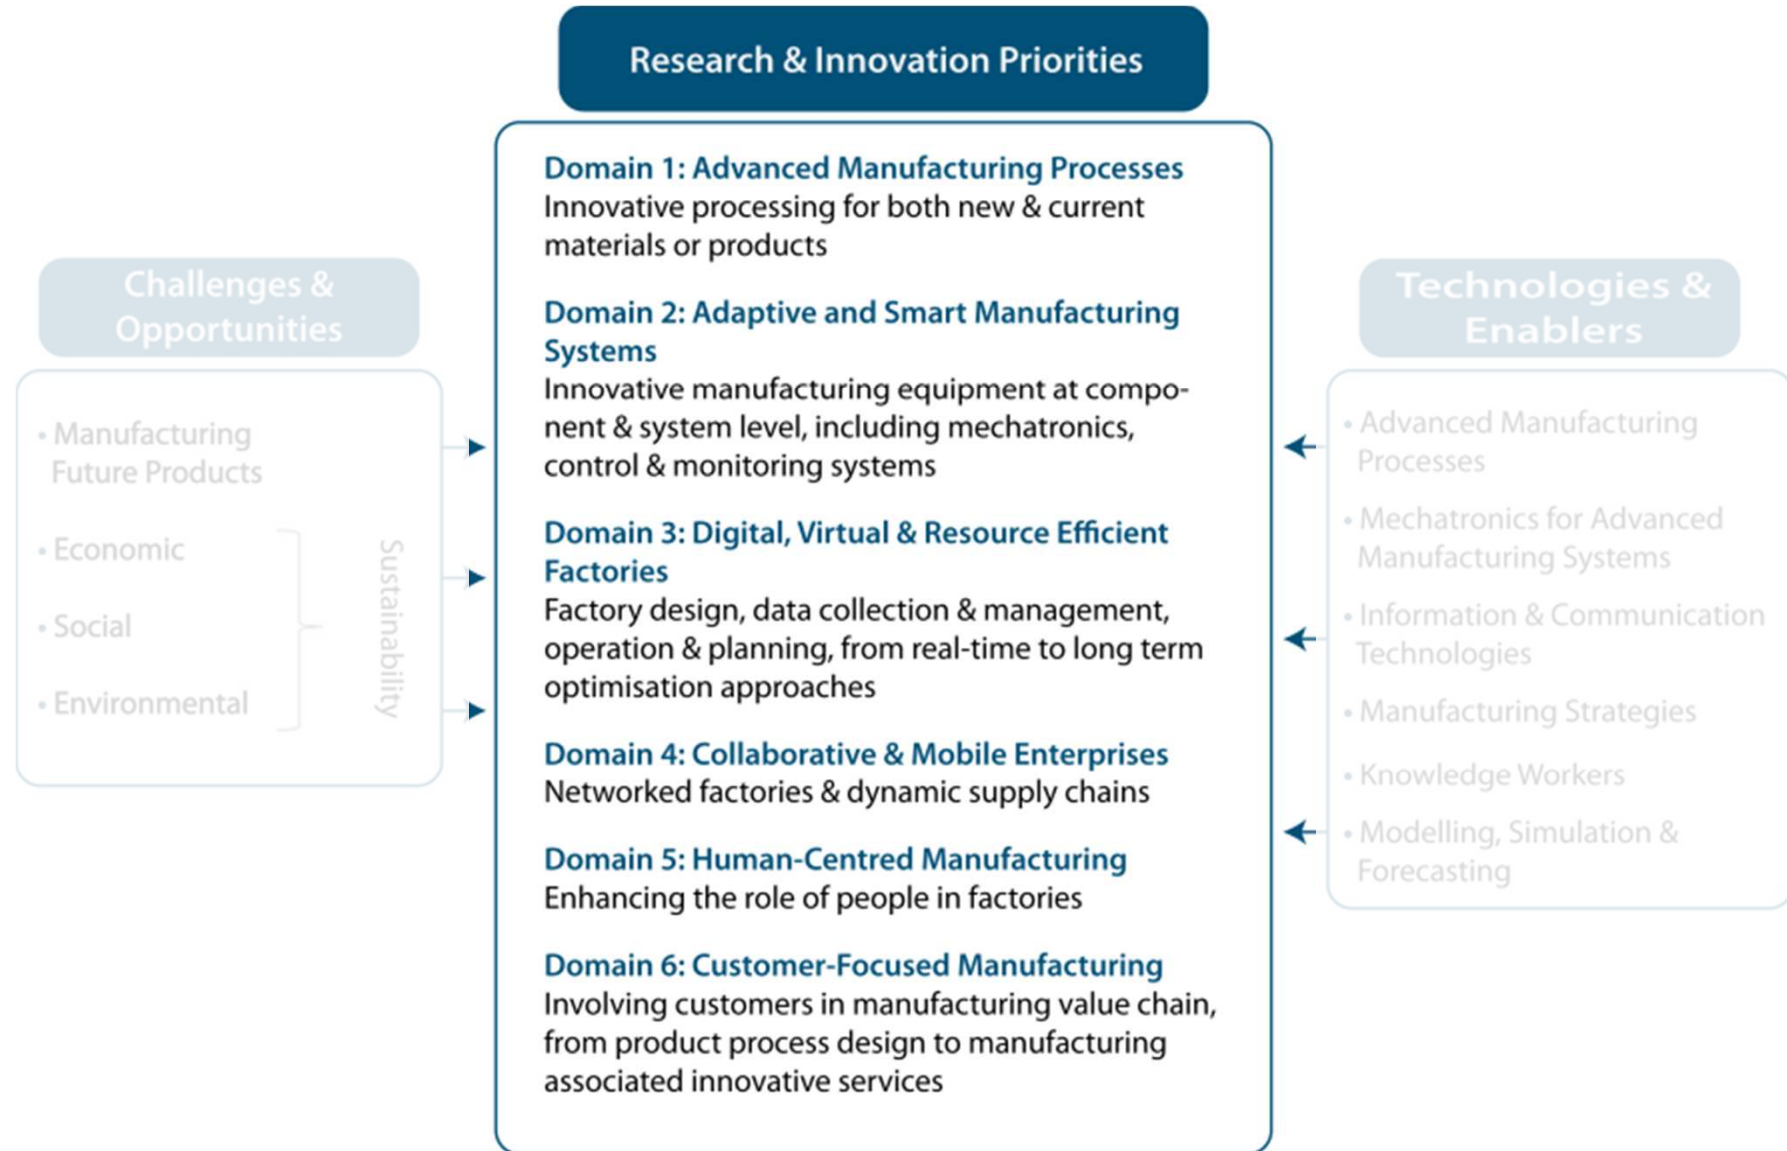 Research & Innovation Priorities
Challenges &
Opportunities
• Manufacturing
Future Products
• Economic
• Social
• Environmental
Sustainability
Domain 1: Advanced Manufacturing Processes
Innovative processing for both new & current
materials or products
Domain 2: Adaptive and Smart Manufacturing
Systems
Innovative manufacturing equipment at compo-
nent & system level, including mechatronics,
control & monitoring systems
Domain 3: Digital, Virtual & Resource Efficient
Factories
Factory design, data collection & management,
operation & planning, from real-time to long term
optimisation approaches
Domain 4: Collaborative & Mobile Enterprises
Networked factories & dynamic supply chains
Domain 5: Human-Centred Manufacturing
Enhancing the role of people in factories
Domain 6: Customer-Focused Manufacturing
Involving customers in manufacturing value chain,
from product process design to manufacturing
associated innovative services
Technologies &
Enablers
• Advanced Manufacturing
Processes
• Mechatronics for Advanced
Manufacturing Systems
• Information & Communication
Technologies
• Manufacturing Strategies
• Knowledge Workers
• Modelling, Simulation &
Forecasting